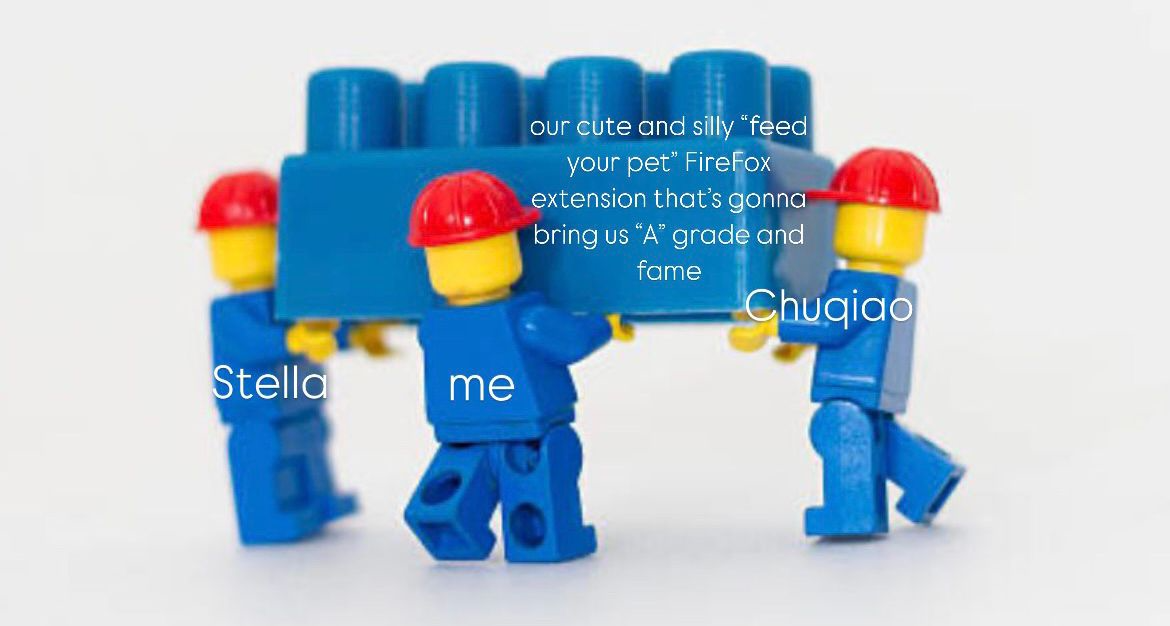 our cute and silly “feed
your pet” FireFox
extension that’s gonna
bring us “A” grade and
fame
Chuqiao
Stella
me